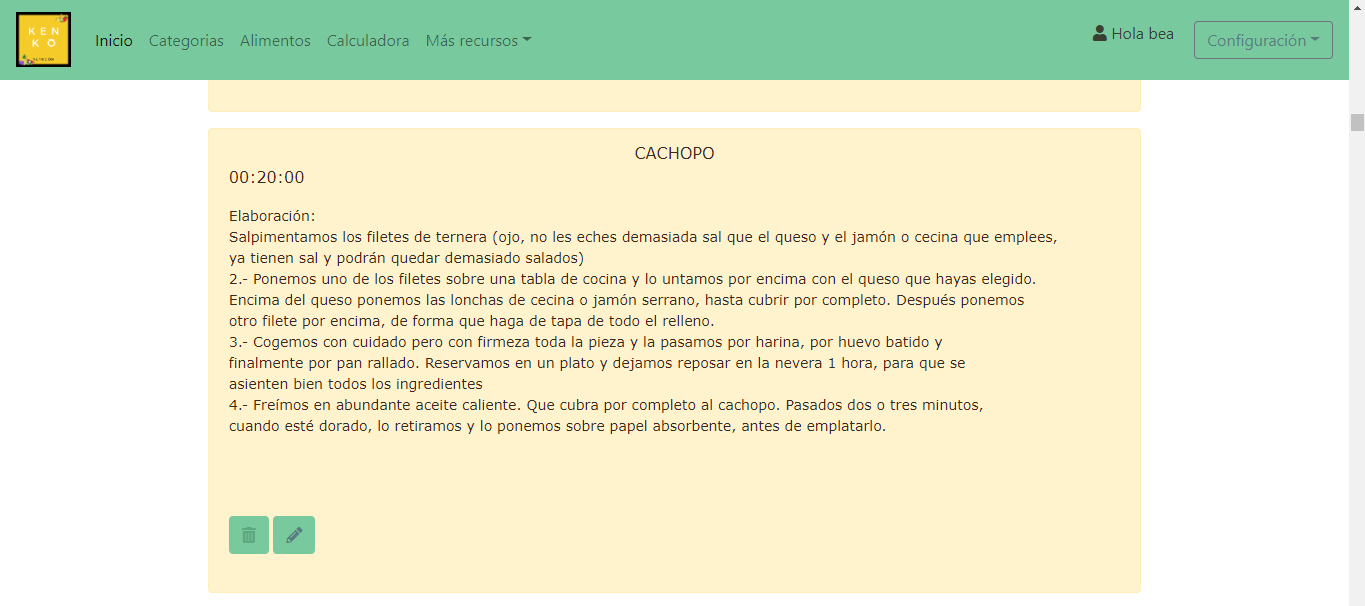 KEN
KO
Inicio
Categorias
Alimentos
Calculadora
Más recursos
Hola bea
Configuración
CACHOPO
00:20:00
Elaboración:
Salpimentamos los filetes de ternera (ojo, no les eches demasiada sal que el queso y el jamón o cecina que emplees,
ya tienen sal y podrán quedar demasiado salados)
2.- Ponemos uno de los filetes sobre una tabla de cocina y lo untamos por encima con el queso que hayas elegido.
Encima del queso ponemos las lonchas de cecina o jamón serrano, hasta cubrir por completo. Después ponemos
otro filete por encima, de forma que haga de tapa de todo el relleno.
3.- Cogemos con cuidado pero con firmeza toda la pieza y la pasamos por harina, por huevo batido y
finalmente por pan rallado. Reservamos en un plato y dejamos reposar en la nevera 1 hora, para que se
asienten bien todos los ingredientes
4.- Freímos en abundante aceite caliente. Que cubra por completo al cachopo. Pasados dos o tres minutos,
cuando esté dorado, lo retiramos y lo ponemos sobre papel absorbente, antes de emplatarlo.